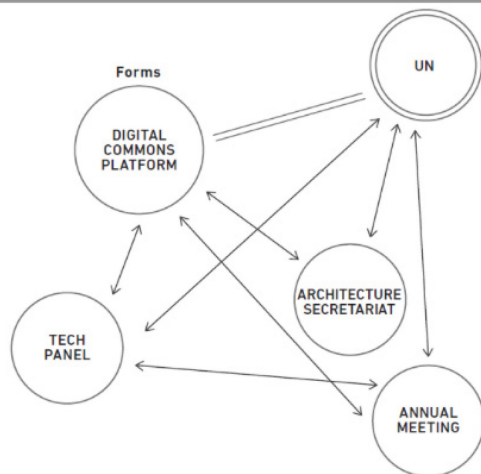 UN
Forms
DIGITAL
COMMONS
PLATFORM
ARCHITECTURE
SECRETARIAT
TECH
PANEL
ANNUAL
MEETING